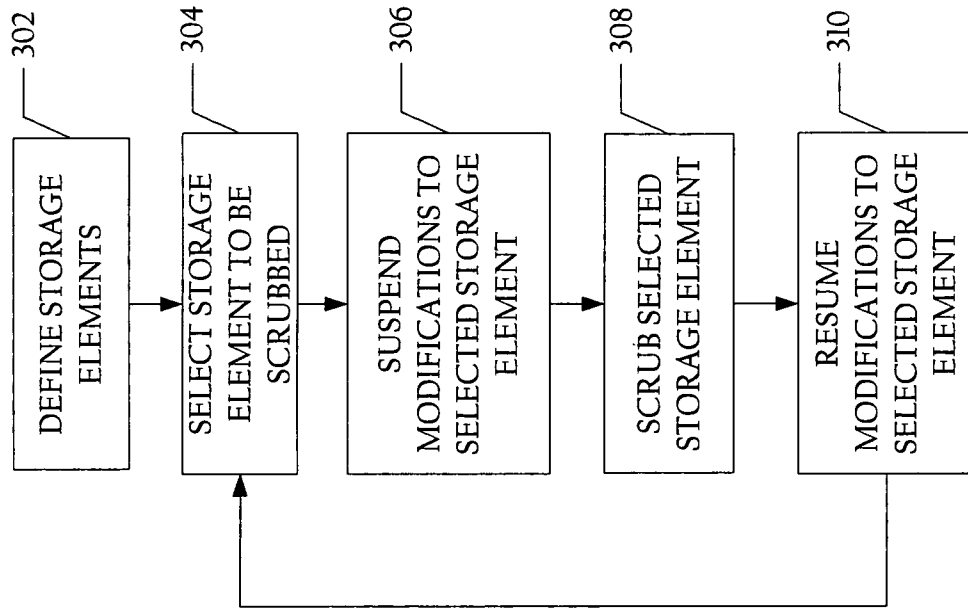 DEFINE STORAGE
ELEMENTS
302
SELECT STORAGE
ELEMENT TO BE
SCRUBBED
304
SUSPEND
MODIFICATIONS TO
SELECTED STORAGE
ELEMENT
306
SCRUB SELECTED
STORAGE ELEMENT
308
RESUME
MODIFICATIONS TO
SELECTED STORAGE
ELEMENT
310